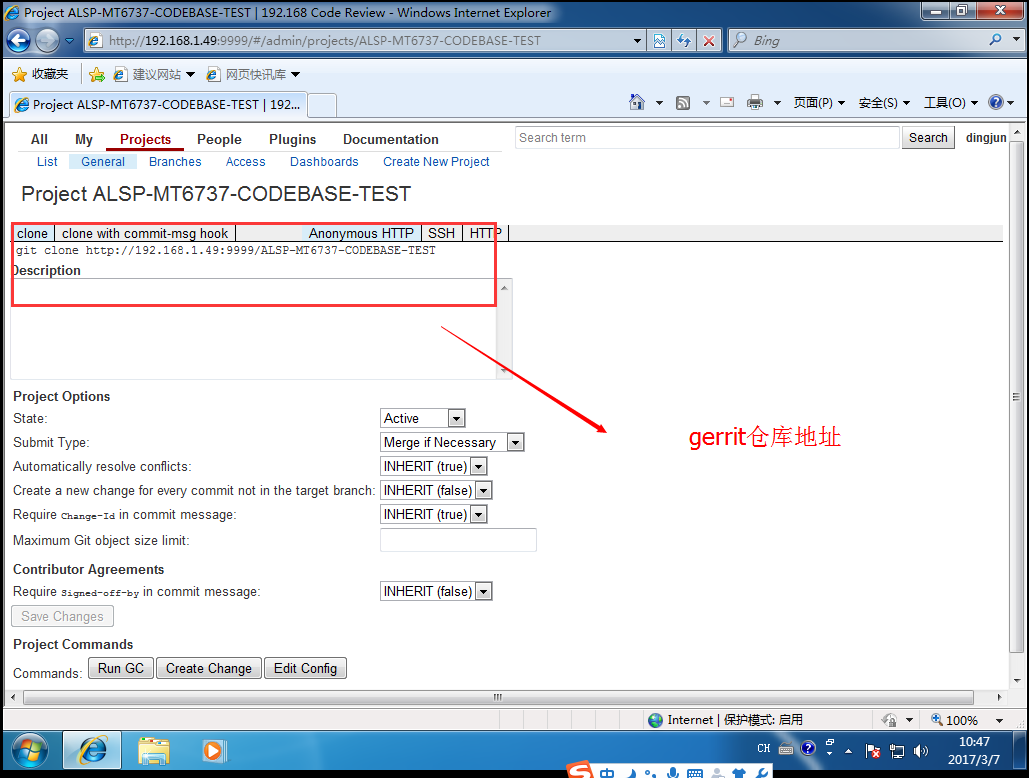 Project ALSP-MT6737-CODEBASE-TEST | 192.168 Code Review - Windows Internet Explorer
http://192.168.1.49:9999/#/admin/projects/ALSP-MT6737-CODEBASE-TEST
Bing
收藏夹 建议网站 网页快讯库
Project ALSP-MT6737-CODEBASE-TEST | 192...
页面(P) 安全(S) 工具(O)
All My Projects People Plugins Documentation
Search term Search dingjun
List General Branches Access Dashboards Create New Project
Project ALSP-MT6737-CODEBASE-TEST
clone clone with commit-msg hook Anonymous HTTP SSH HTTP
git clone http://192.168.1.49:9999/ALSP-MT6737-CODEBASE-TEST
Description
Project Options
State: Active
gerrit仓库地址
Submit Type: Merge if Necessary
Automatically resolve conflicts: INHERIT (true)
Create a new change for every commit not in the target branch: INHERIT (false)
Require Change-Id in commit message: INHERIT (true)
Maximum Git object size limit:
Contributor Agreements
Require Signed-off-by in commit message: INHERIT (false)
Save Changes
Project Commands
Commands: Run GC Create Change Edit Config
Internet | 保护模式: 启用
100%
CH
10:47
2017/3/7
中